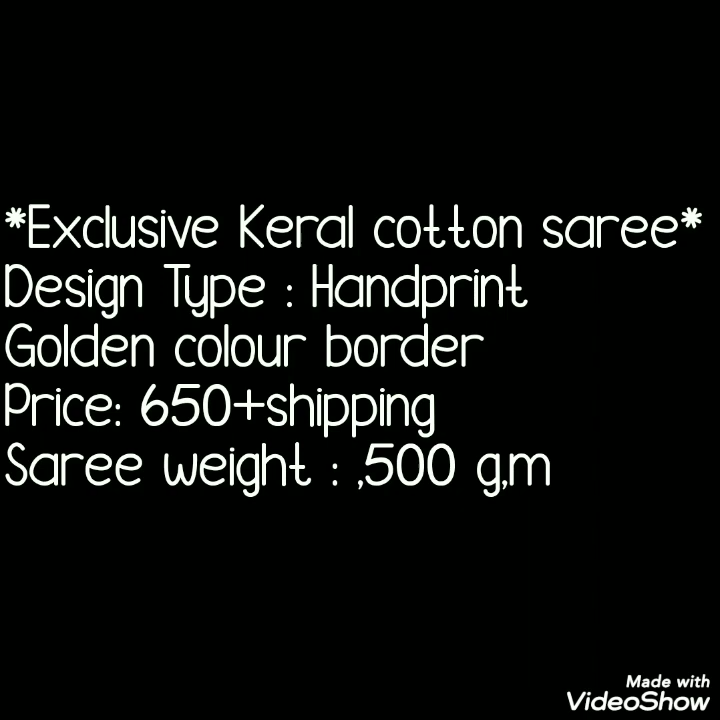 *Exclusive Keral cotton saree*
Design Type : Handprint
Golden colour border
Price: 650+shipping
Saree weight : ,500 g,m
Made with
VideoShow